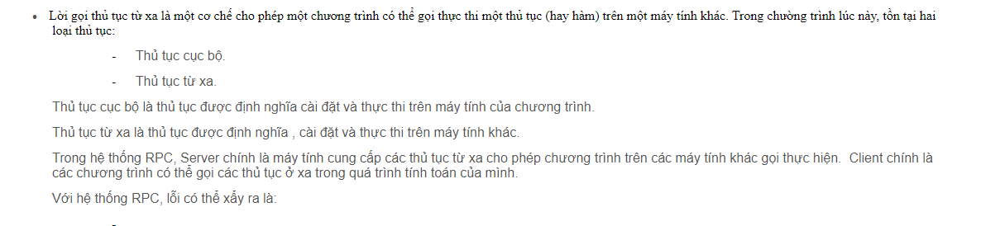 • Lời gọi thủ tục từ xa là một cơ chế cho phép một chương trình có thể gọi thực thi một thủ tục (hay hàm) trên một máy tính khác. Trong chường trình lúc này, tồn tại hai
loại thủ tục:
- Thủ tục cục bộ.
- Thủ tục từ xa.
Thủ tục cục bộ là thủ tục được định nghĩa cài đặt và thực thi trên máy tính của chương trình.
Thủ tục từ xa là thủ tục được định nghĩa , cài đặt và thực thi trên máy tính khác.
Trong hệ thống RPC, Server chính là máy tính cung cấp các thủ tục từ xa cho phép chương trình trên các máy tính khác gọi thực hiện. Client chính là
các chương trình có thể gọi các thủ tục ở xa trong quá trình tính toán của mình.
Với hệ thống RPC, lỗi có thể xẩy ra là:
-